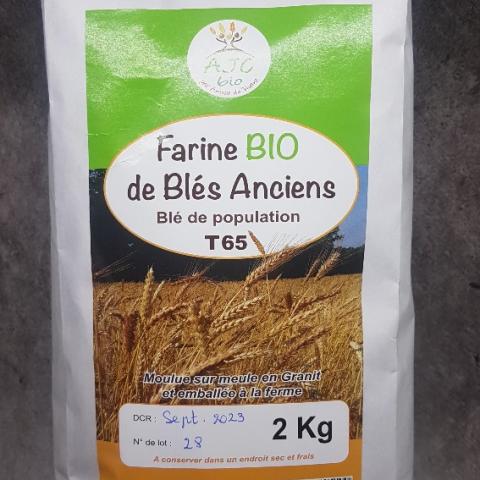 AJC
bio
Farine BIO
de Blés Anciens
Blé de population
T65
Moulue sur meule en Granit
et emballée à la ferme
DCR : Sept. 2023
N° de lot : 28
2 Kg
A conserver dans un endroit sec et frais